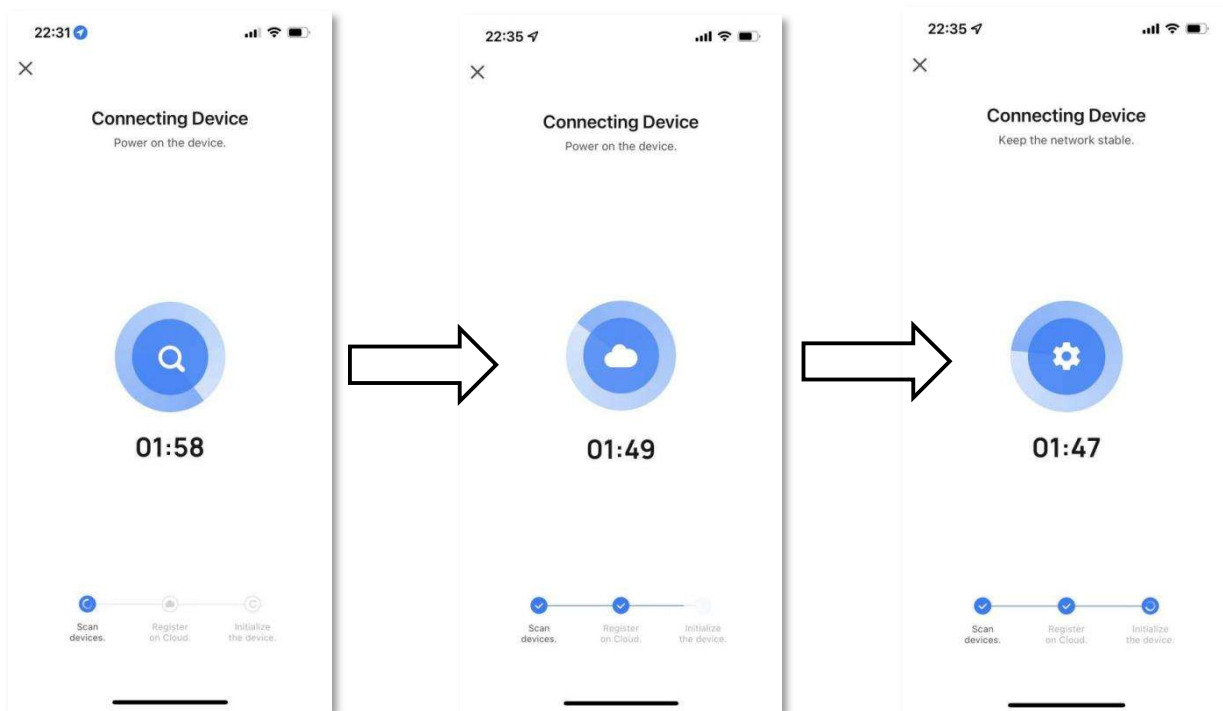 22:31
Connecting Device
Power on the device.
01:58
Scan
devices.
Register
on Cloud.
Initialize
the device.
22:35
Connecting Device
Power on the device.
01:49
Scan
devices.
Register
on Cloud.
Initialize
the device.
22:35
Connecting Device
Keep the network stable.
01:47
Scan
devices.
Register
on Cloud.
Initialize
the device.